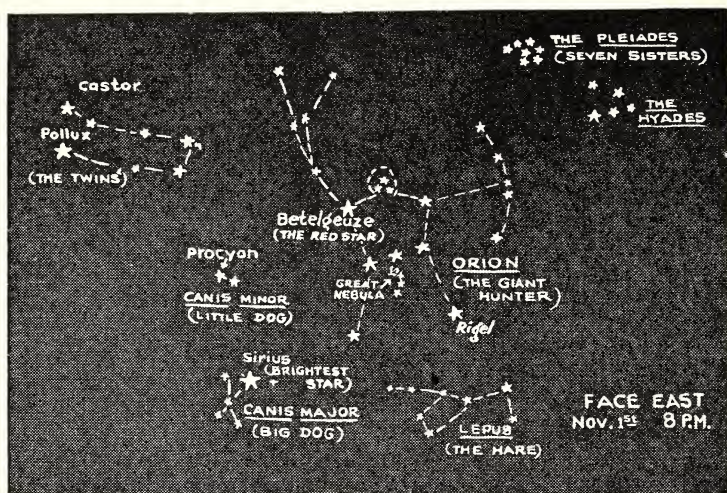 THE PLEIADES
(SEVEN SISTERS)
THE
HYADES
Castor
Pollux
(THE TWINS)
Betelgeuze
(THE RED STAR)
Procyon
CANIS MINOR
(LITTLE DOG)
GREAT
NEBULA
ORION
(THE GIANT
HUNTER)
Rigel
Sirius
(BRIGHTEST
STAR)
CANIS MAJOR
(BIG DOG)
LEPUS
(THE HARE)
FACE EAST
NOV. 1ST 8 P.M.